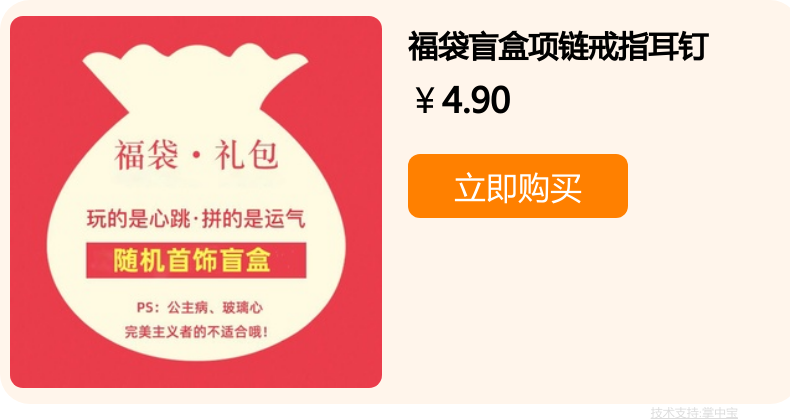 福袋·礼包
玩的是心跳·拼的是运气
随机首饰盲盒
PS：公主病、玻璃心
完美主义者的不适合哦！
福袋盲盒项链戒指耳钉
￥4.90
立即购买
技术支持:掌中宝